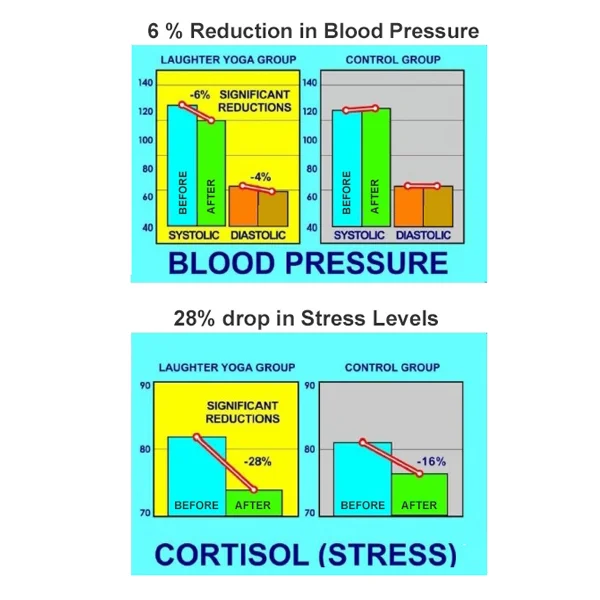 6 % Reduction in Blood Pressure
LAUGHTER YOGA GROUP
CONTROL GROUP
140
120
100
80
60
40
-6%
SIGNIFICANT
REDUCTIONS
-4%
BEFORE
AFTER
SYSTOLIC
DIASTOLIC
140
120
100
80
60
40
BEFORE
AFTER
SYSTOLIC
DIASTOLIC
BLOOD PRESSURE
28% drop in Stress Levels
LAUGHTER YOGA GROUP
CONTROL GROUP
90
80
70
SIGNIFICANT
REDUCTIONS
-28%
BEFORE
AFTER
90
80
70
-16%
BEFORE
AFTER
CORTISOL (STRESS)